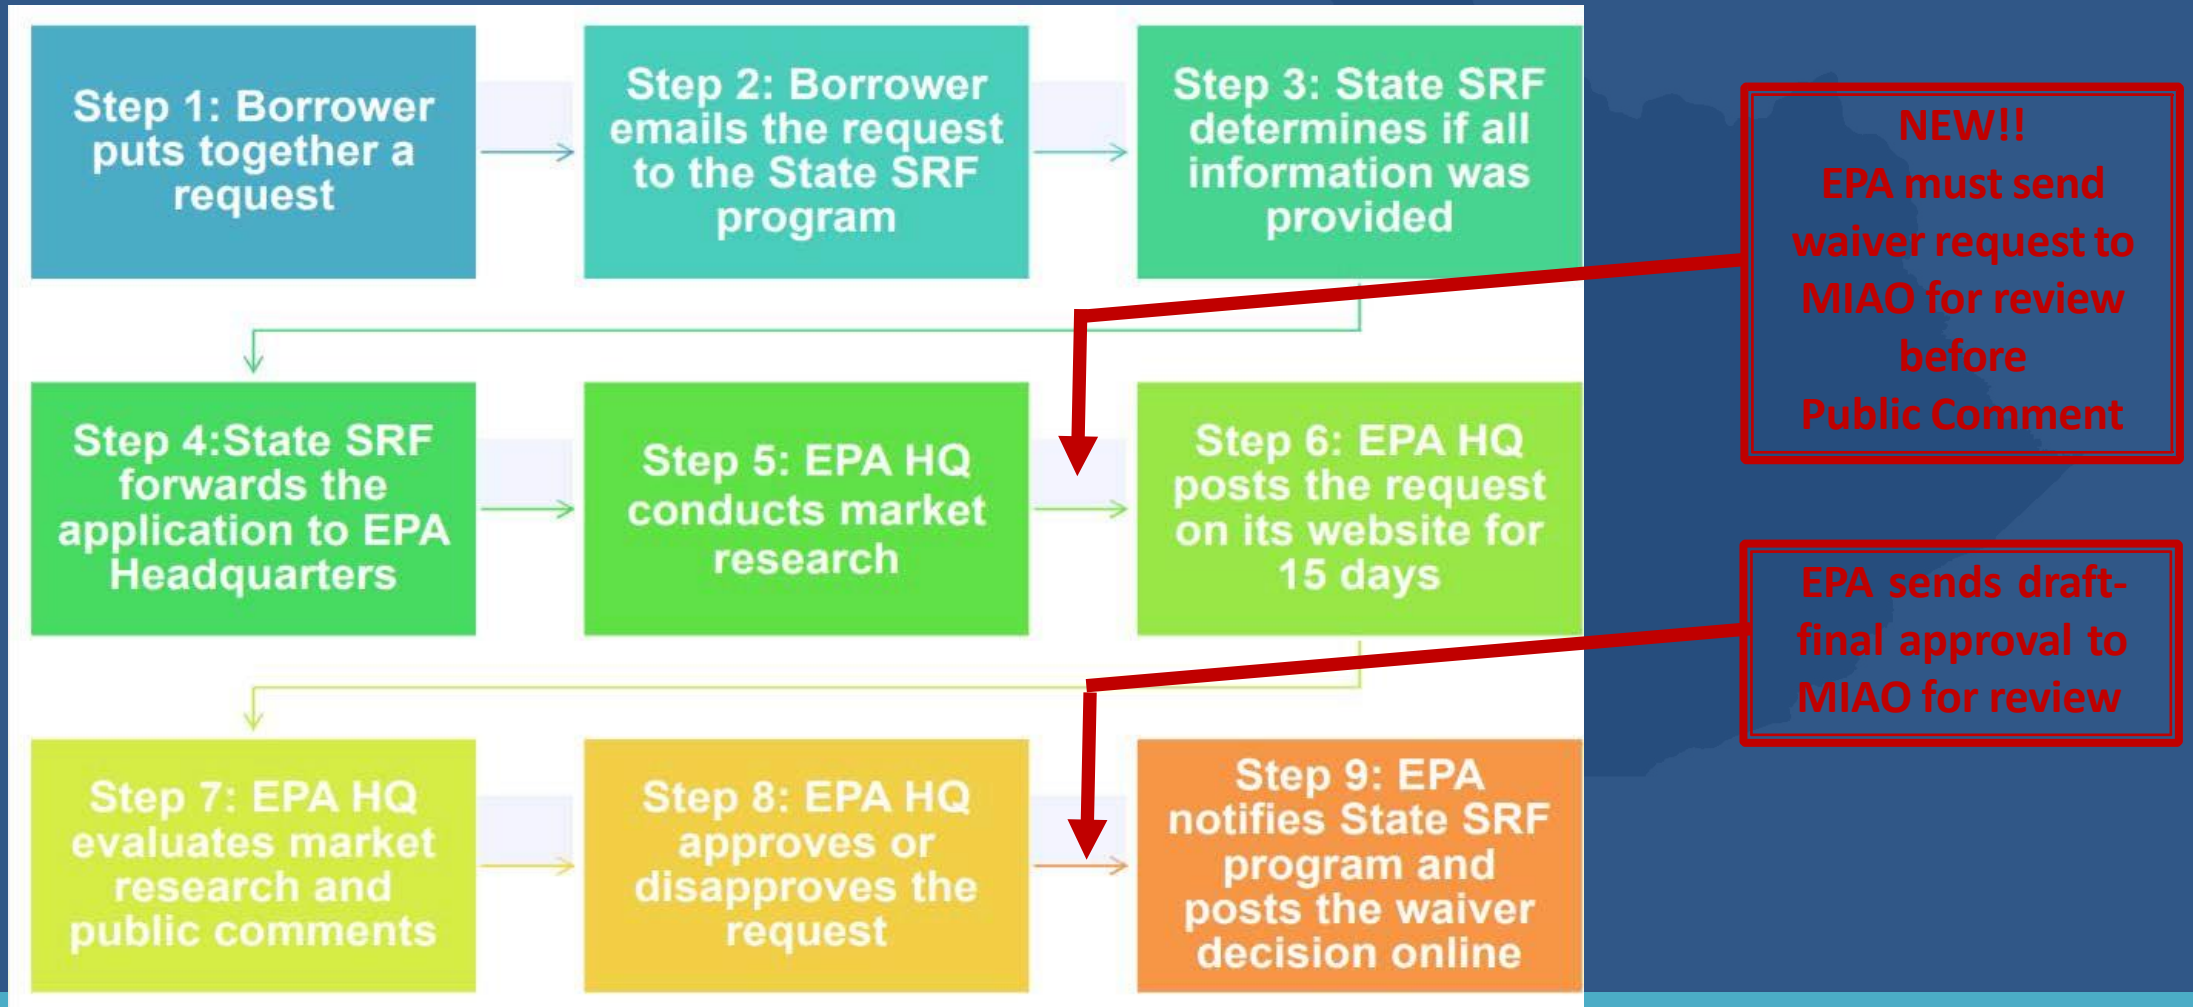 Step 1: Borrower
puts together a
request
Step 2: Borrower
emails the request
to the State SRF
program
Step 3: State SRF
determines if all
information was
provided
NEW!!
EPA must send
waiver request to
MIAO for review
before
Public Comment
Step 4:State SRF
forwards the
application to EPA
Headquarters
Step 5: EPA HQ
conducts market
research
Step 6: EPA HQ
posts the request
on its website for
15 days
EPA sends draft-
final approval to
MIAO for review
Step 7: EPA HQ
evaluates market
research and
public comments
Step 8: EPA HQ
approves or
disapproves the
request
Step 9: EPA
notifies State SRF
program and
posts the waiver
decision online